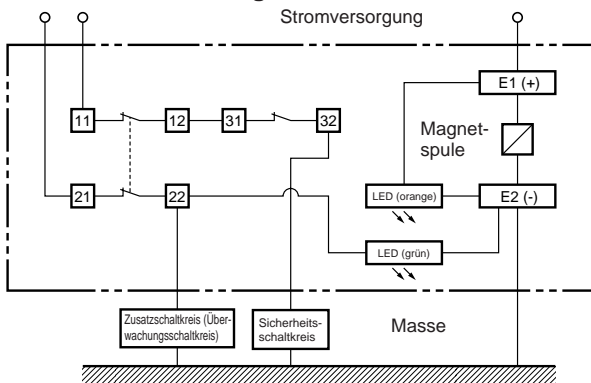 Stromversorgung
E1 (+)
11
12
31
32
Magnet-
spule
21
22
LED (orange)
E2 (-)
LED (grün)
Zusatzschaltkreis (Über-
wachungsschaltkreis)
Sicherheits-
schaltkreis
Masse